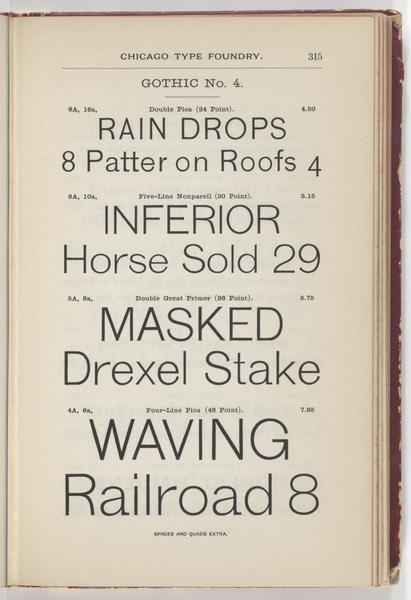 CHICAGO TYPE FOUNDRY. 315
GOTHIC No. 4.
8A, 16a, Double Pica (24 Point). 4.50
RAIN DROPS
8 Patter on Roofs 4
6A, 10a, Five-Line Nonpareil (30 Point). 5.15
INFERIOR
Horse Sold 29
5A, 8a, Double Great Primer (36 Point). 5.75
MASKED
Drexel Stake
4A, 6a, Four-Line Pica (48 Point). 7.65
WAVING
Railroad 8
SPACES AND QUADS EXTRA.